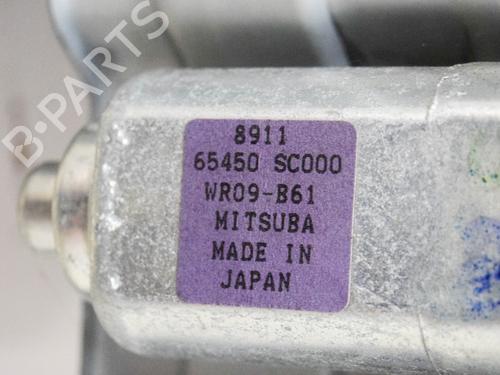 B-PARTS
8911
65450 SC000
WR09-B61
MITSUBA
MADE IN
JAPAN